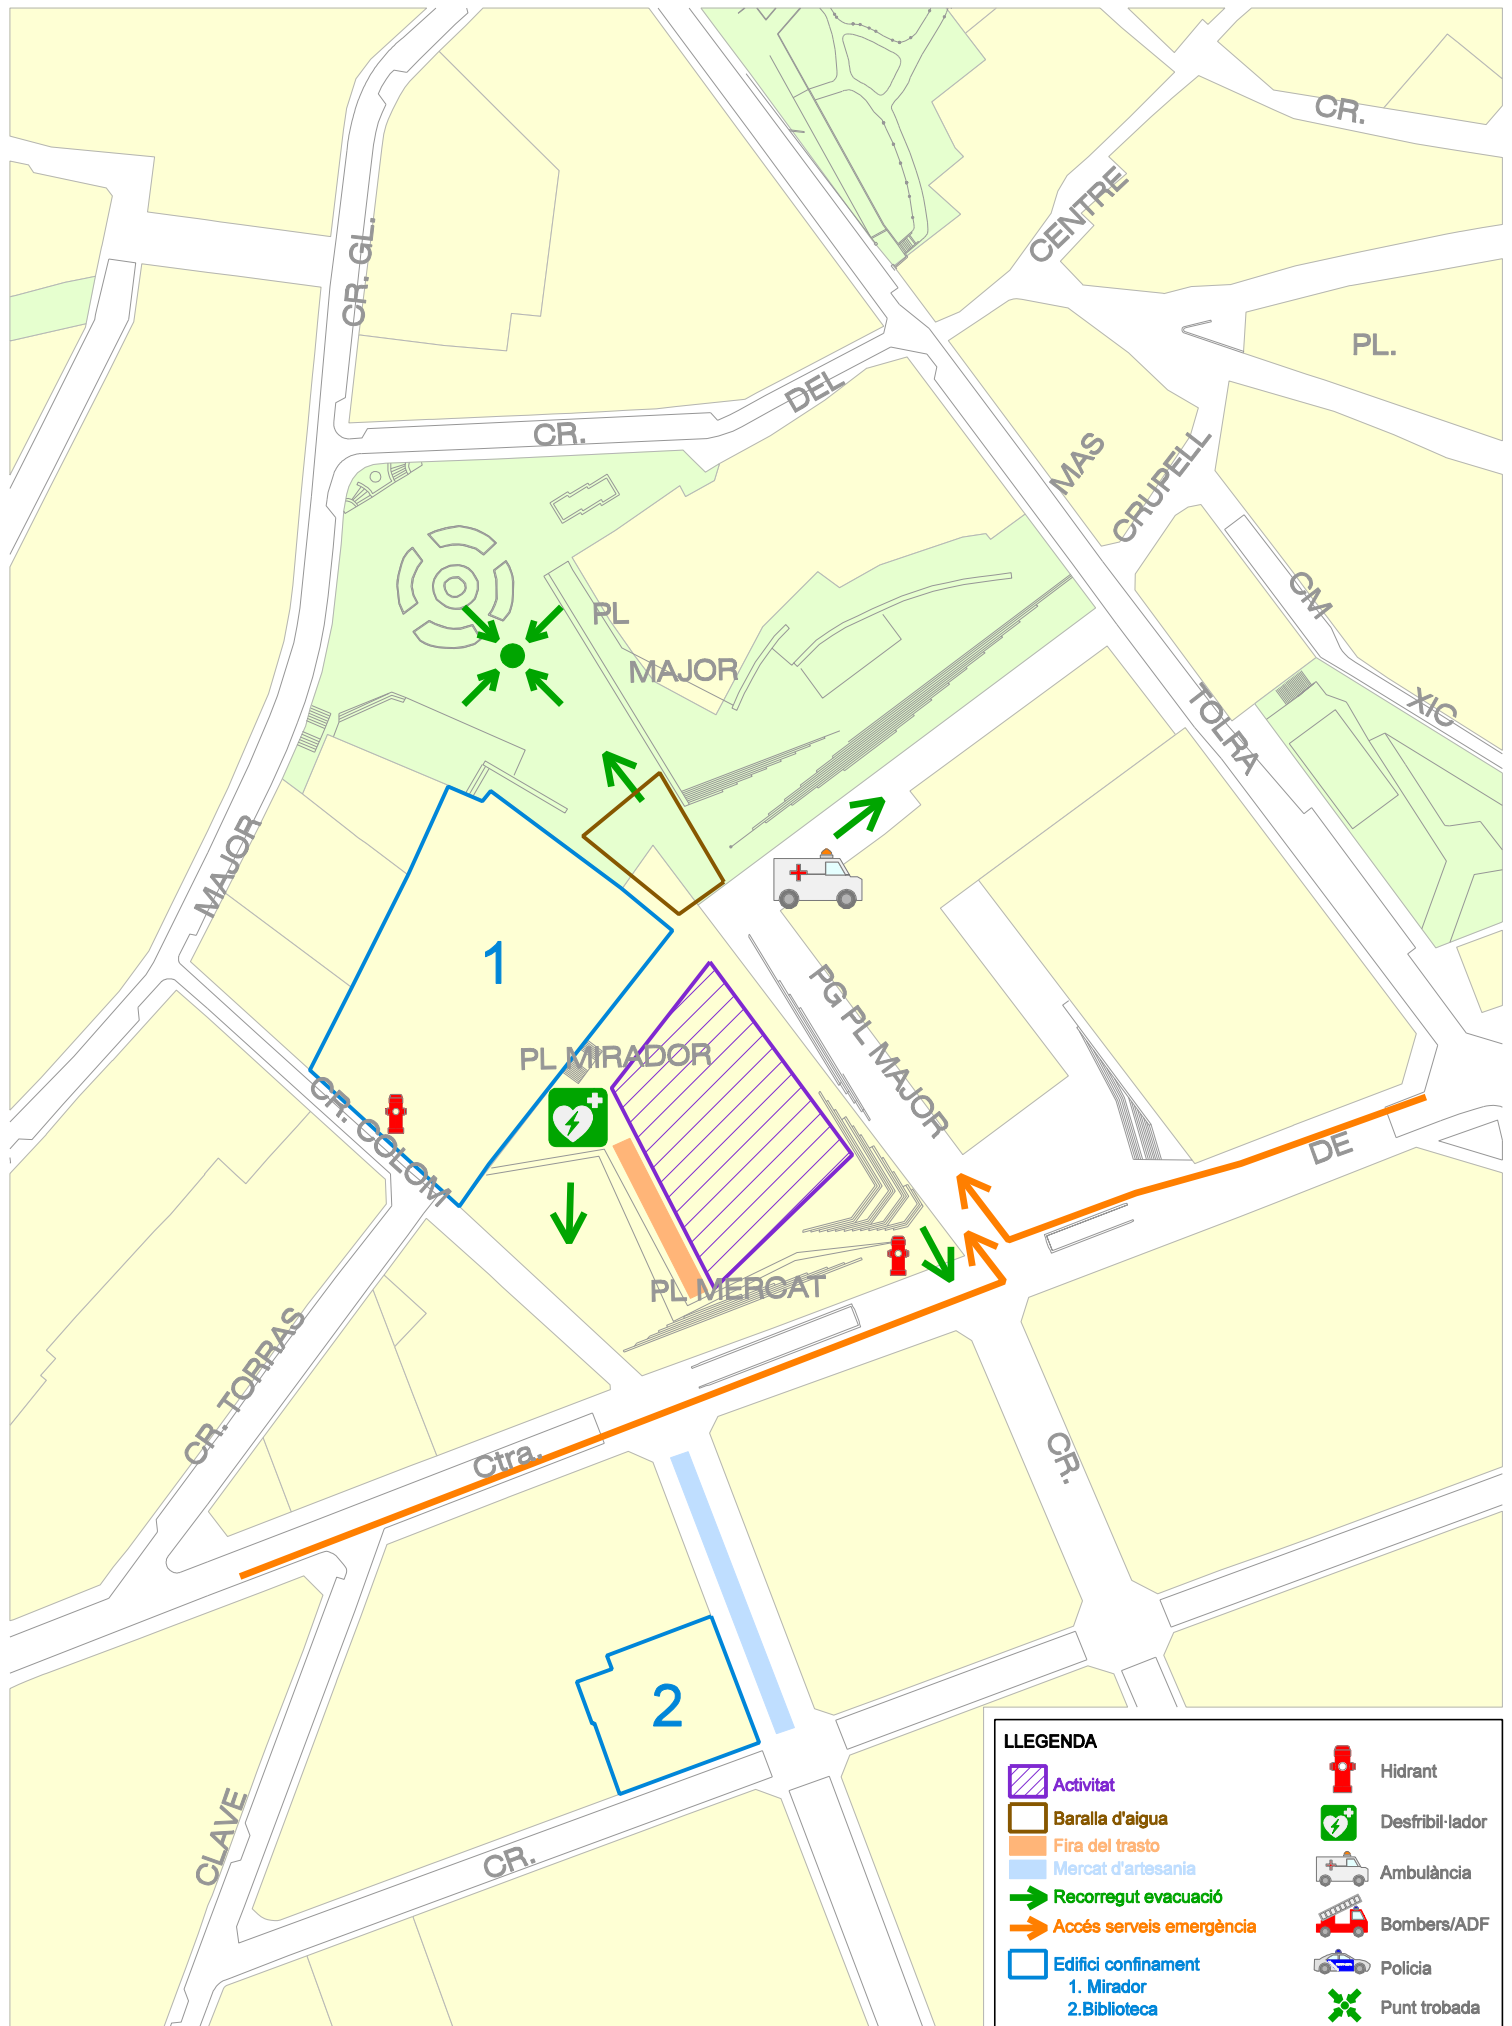 CR.
CENTRE
CR. GL.
PL.
DEL
CR.
MAS
CRUPELL
CM
PL
MAJOR
XIC
TOLRA
MAJOR
1
PG PL MAJOR
PL MIRADOR
CR. COLOM
DE
PL MERCAT
CR. TORRAS
Ctra.
CR.
2
CLAVE
CR.
LLEGENDA
Activitat
Baralla d'aigua
Fira del trasto
Mercat d'artesania
Recorregut evacuació
Accés serveis emergència
Edifici confinament
1. Mirador
2.Biblioteca
Hidrant
Desfribil·lador
Ambulància
Bombers/ADF
Policia
Punt trobada